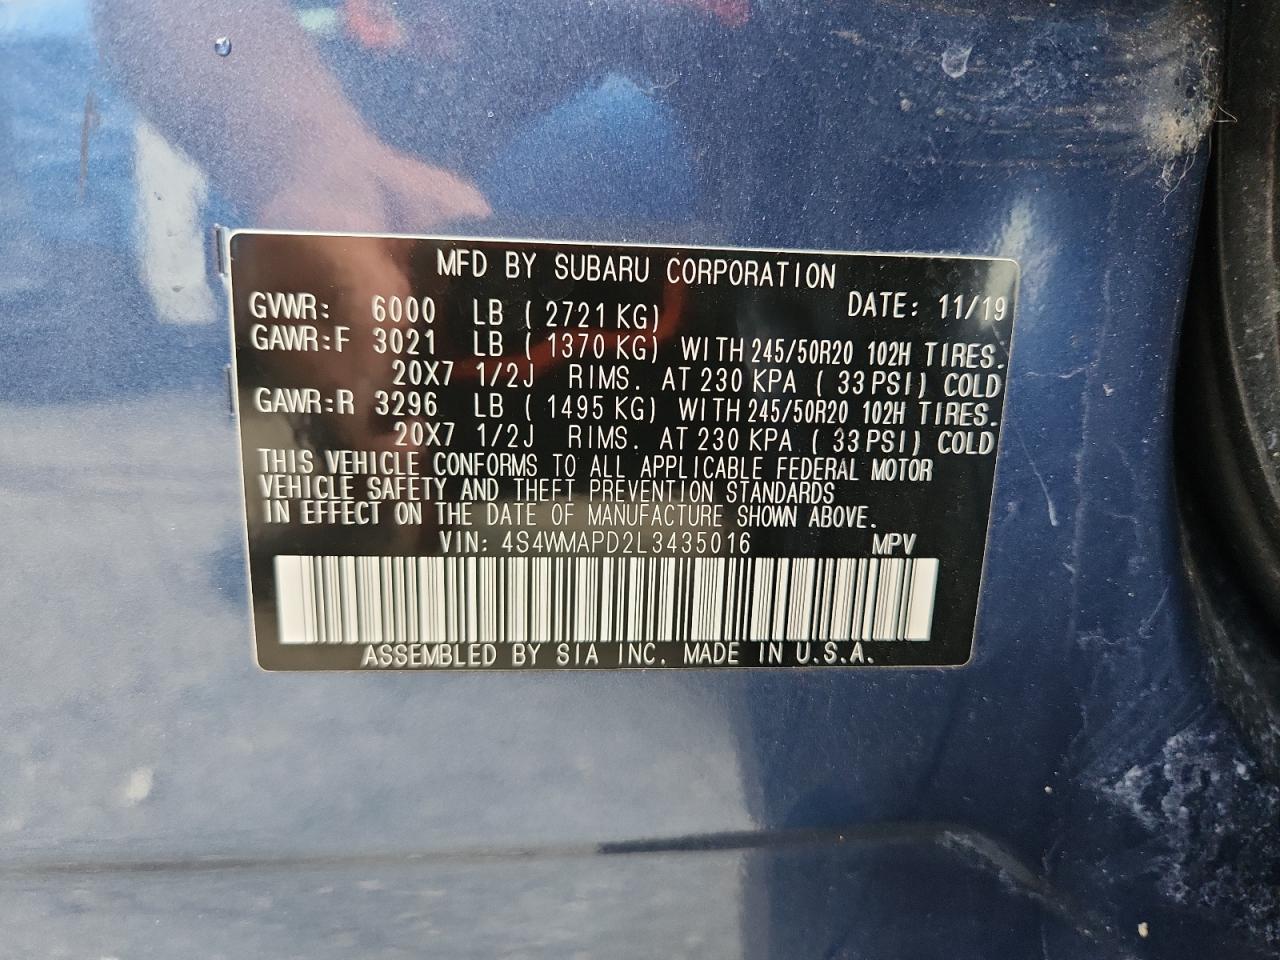 MFD BY SUBARU CORPORATION
DATE: 11/19
GVWR: 6000 LB ( 2721 KG)
GAWR:F 3021 LB ( 1370 KG) WITH 245/50R20 102H TIRES.
20X7 1/2J RIMS. AT 230 KPA ( 33 PSI) COLD
GAWR:R 3296 LB ( 1495 KG) WITH 245/50R20 102H TIRES.
20X7 1/2J RIMS. AT 230 KPA ( 33 PSI) COLD
THIS VEHICLE CONFORMS TO ALL APPLICABLE FEDERAL MOTOR
VEHICLE SAFETY AND THEFT PREVENTION STANDARDS
IN EFFECT ON THE DATE OF MANUFACTURE SHOWN ABOVE.
VIN: 4S4WMAPD2L3435016 MPV
ASSEMBLED BY SIA INC. MADE IN U.S.A.